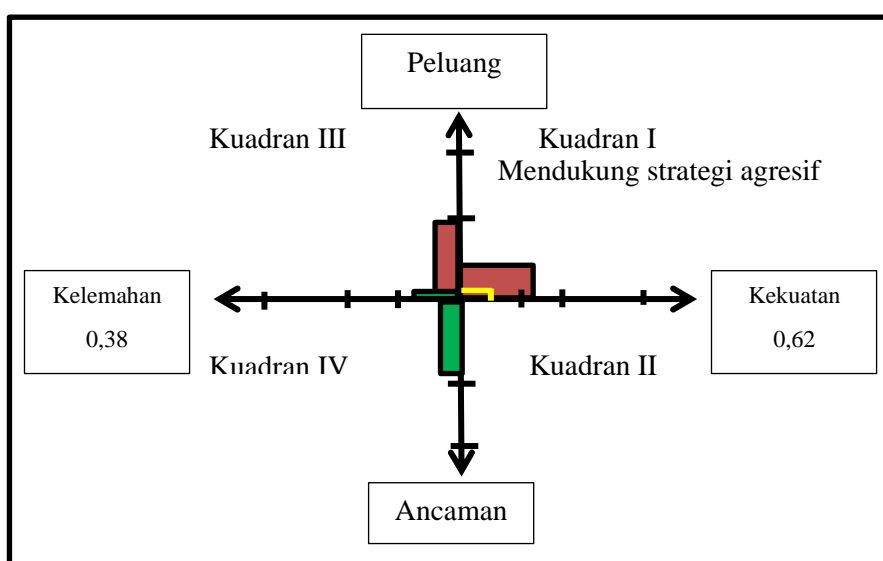 Peluang
Kuadran III
Kuadran I
Mendukung strategi agresif
Kelemahan
0,38
Kekuatan
0,62
Kuadran IV
Kuadran II
Ancaman